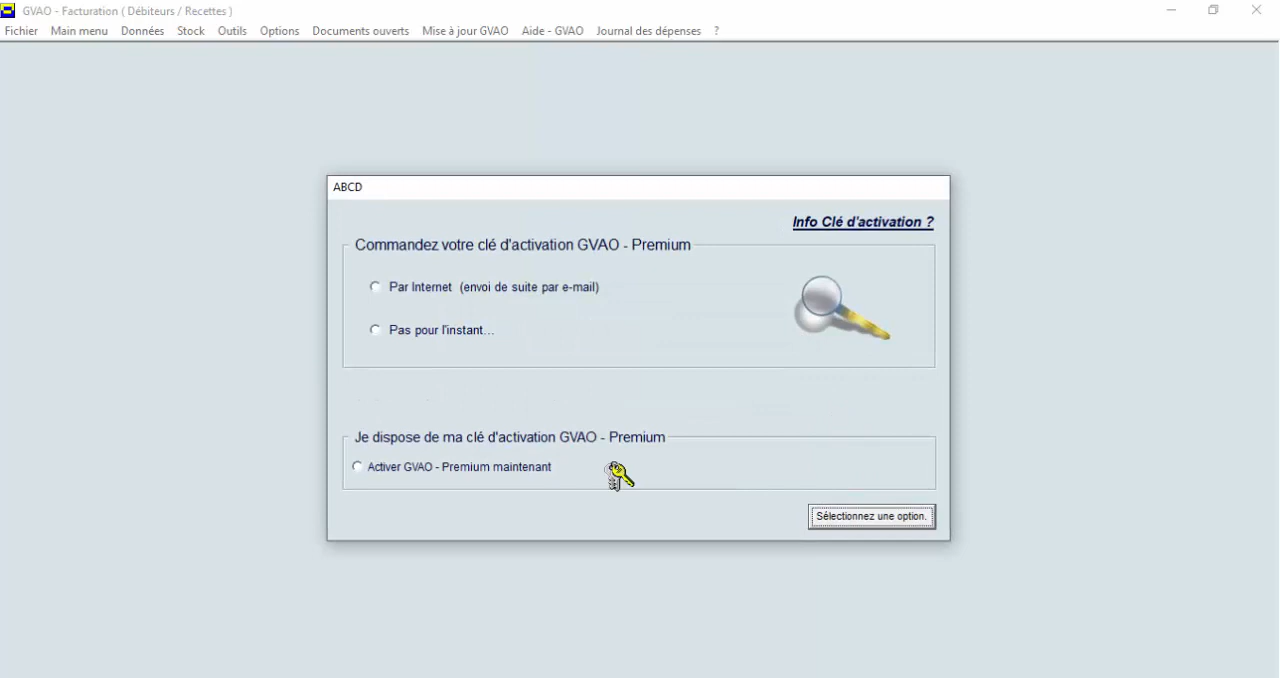 GVAO - Facturation ( Débiteurs / Recettes )
Fichier Main menu Données Stock Outils Options Documents ouverts Mise à jour GVAO Aide - GVAO Journal des dépenses ?
ABCD
Info Clé d'activation ?
Commandez votre clé d'activation GVAO - Premium
Par Internet (envoi de suite par e-mail)
Pas pour l'instant...
Je dispose de ma clé d'activation GVAO - Premium
Activer GVAO - Premium maintenant
Sélectionnez une option.